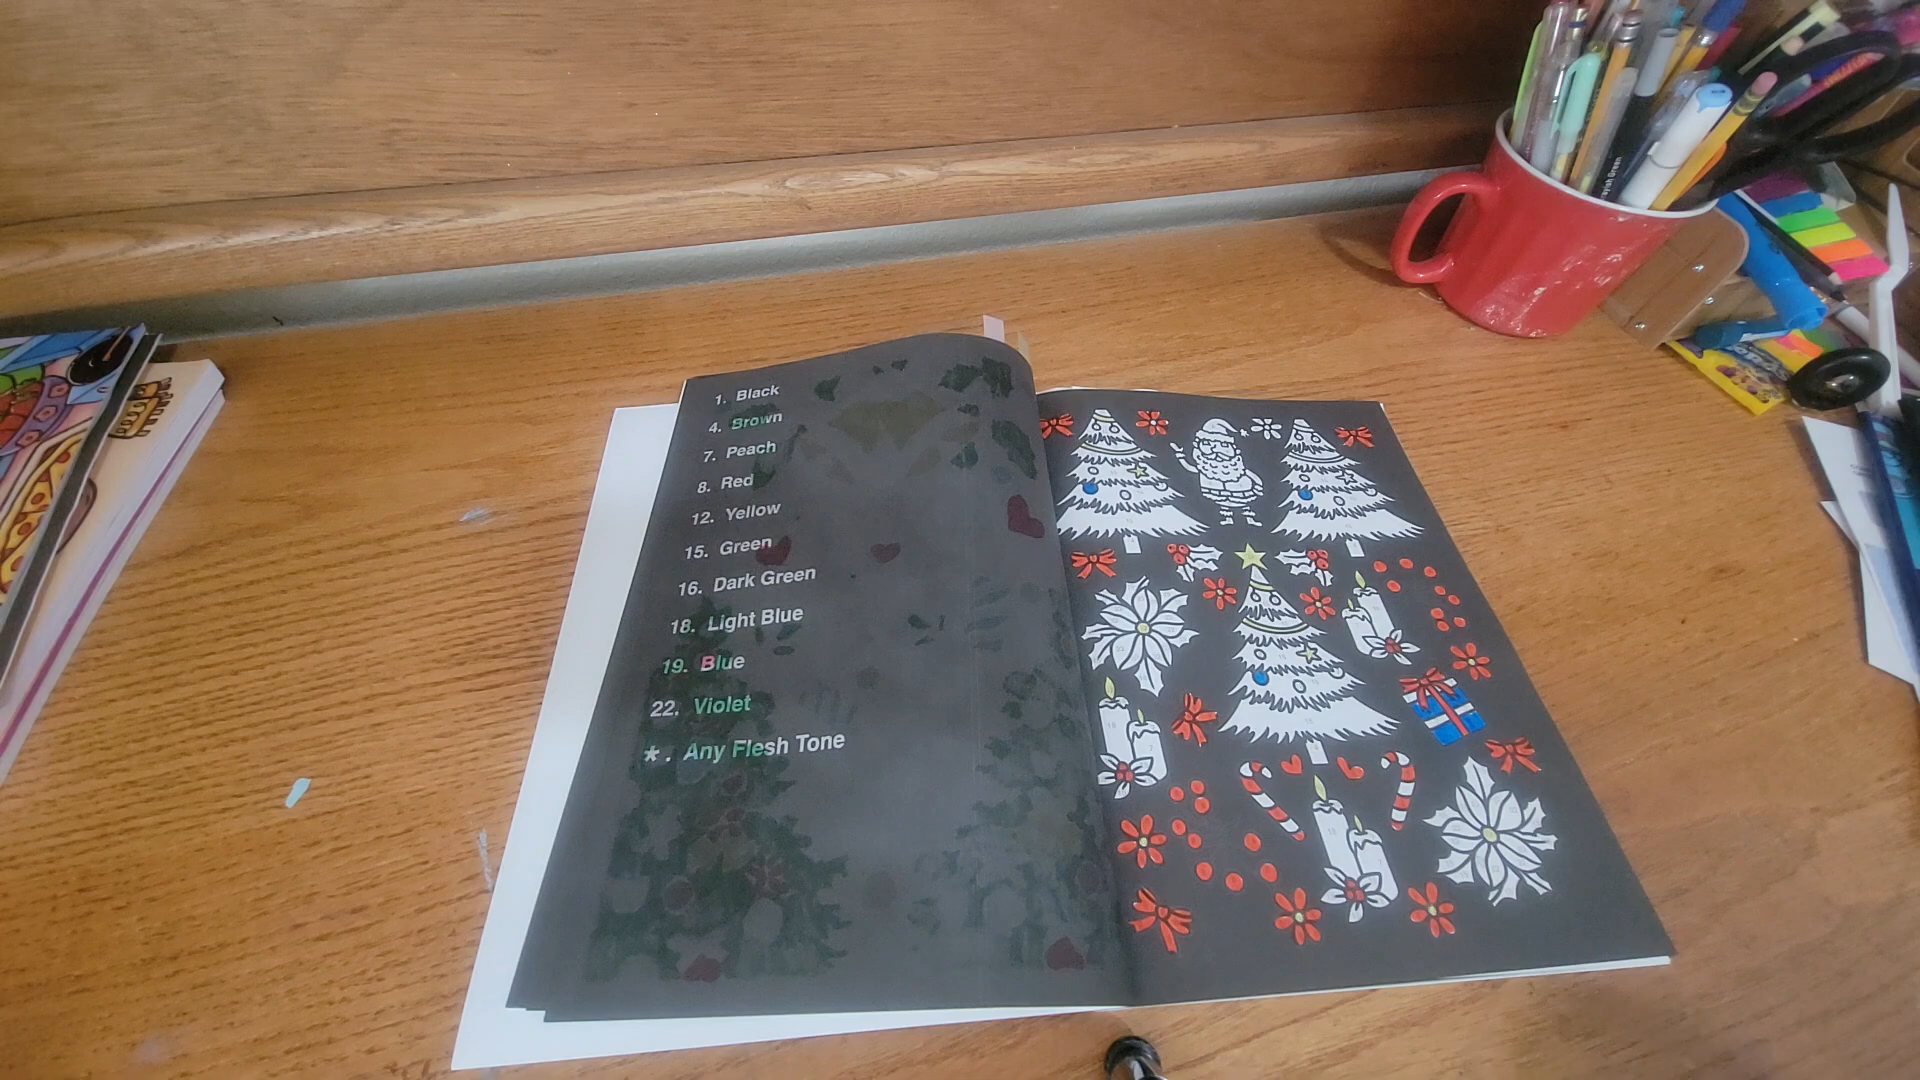 1. Black
4. Brown
7. Peach
8. Red
12. Yellow
15. Green
16. Dark Green
18. Light Blue
19. Blue
22. Violet
*. Any Flesh Tone